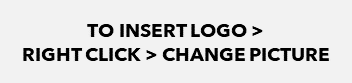 TO INSERT LOGO >
RIGHT CLICK > CHANGE PICTURE